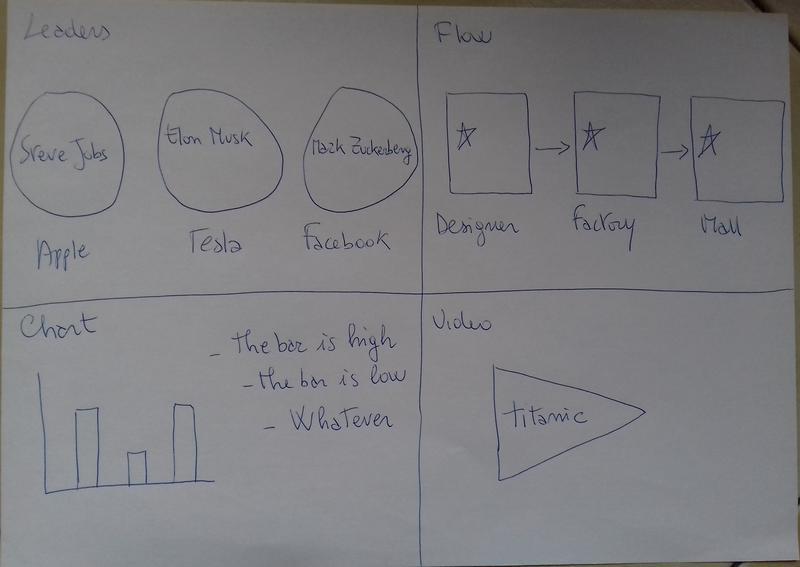 Leaders
Steve Jobs
Elon Musk
Mark Zuckerberg
Apple
Tesla
Facebook
Flow
Designer
Factory
Mall
Chart
- the bar is high
- the bar is low
- Whatever
Video
titanic